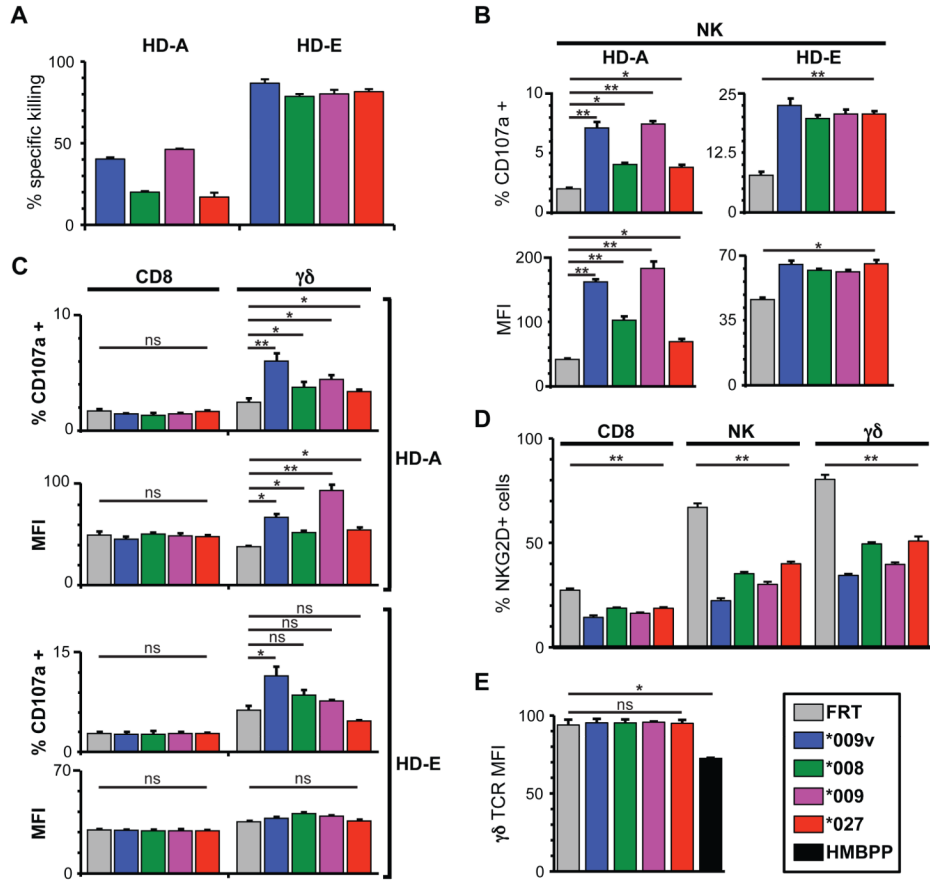 A
HD-A HD-E
% specific killing
100
50
0
B
NK
HD-A HD-E
% CD107a +
10
5
0
*
**
*
**
25
12.5
0
**
MFI
200
100
0
*
**
**
**
70
35
0
*
C
CD8 γδ
% CD107a +
10
0
ns
*
*
*
**
MFI
100
0
ns
*
**
*
*
HD-A
% CD107a +
15
0
ns
ns
ns
ns
*
MFI
70
0
ns ns
HD-E
D
CD8 NK γδ
% NKG2D+ cells
100
50
0
** ** **
E
γδ TCR MFI
100
50
0
*
ns
FRT
*009v
*008
*009
*027
HMBPP